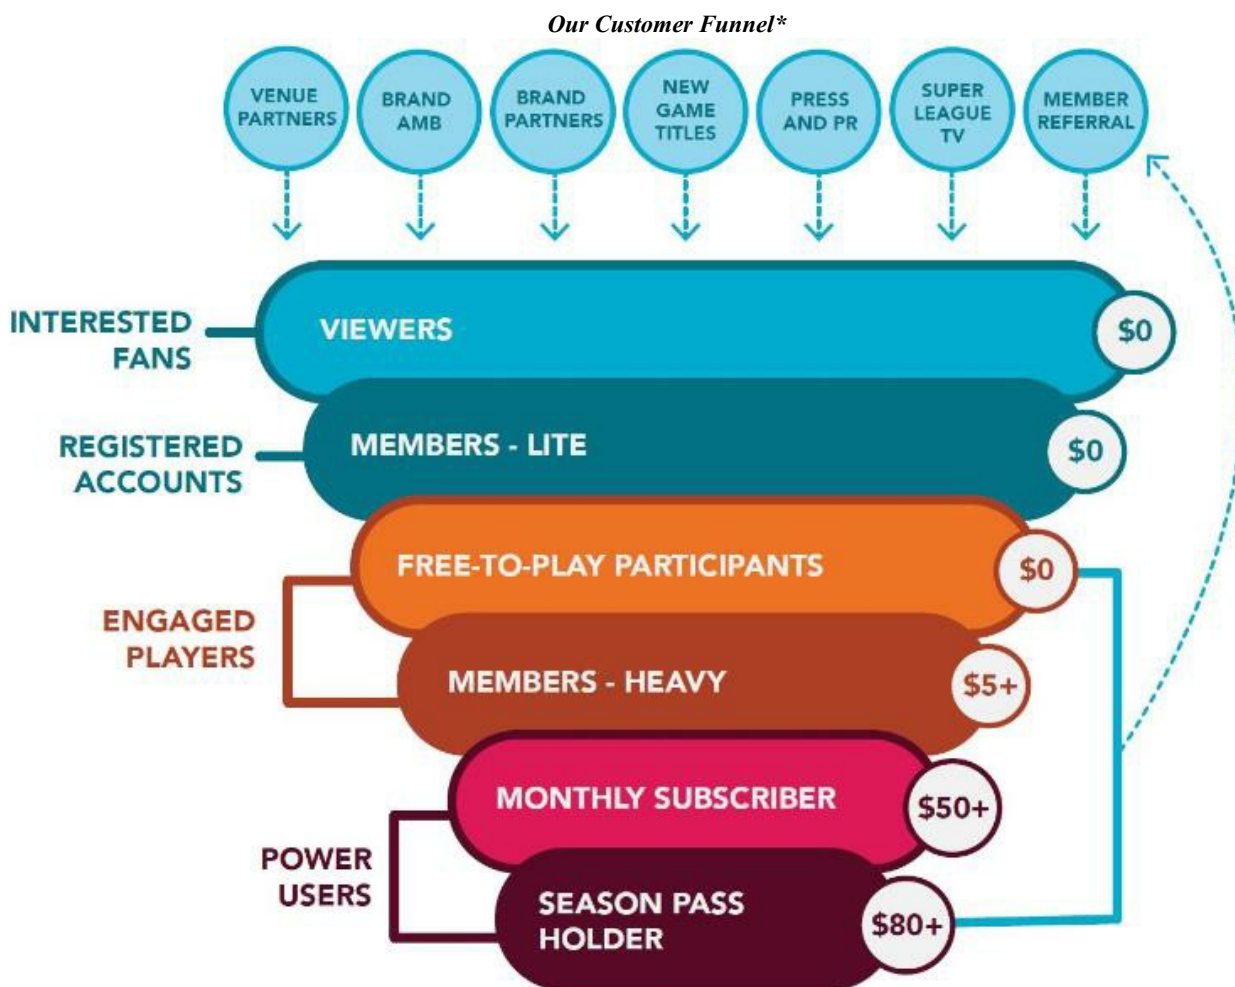 Our Customer Funnel*
VENUE
PARTNERS
BRAND
AMB
BRAND
PARTNERS
NEW
GAME
TITLES
PRESS
AND PR
SUPER
LEAGUE
TV
MEMBER
REFERRAL
INTERESTED
FANS
VIEWERS
$0
REGISTERED
ACCOUNTS
MEMBERS - LITE
$0
ENGAGED
PLAYERS
FREE-TO-PLAY PARTICIPANTS
$0
MEMBERS - HEAVY
$5+
POWER
USERS
MONTHLY SUBSCRIBER
$50+
SEASON PASS
HOLDER
$80+